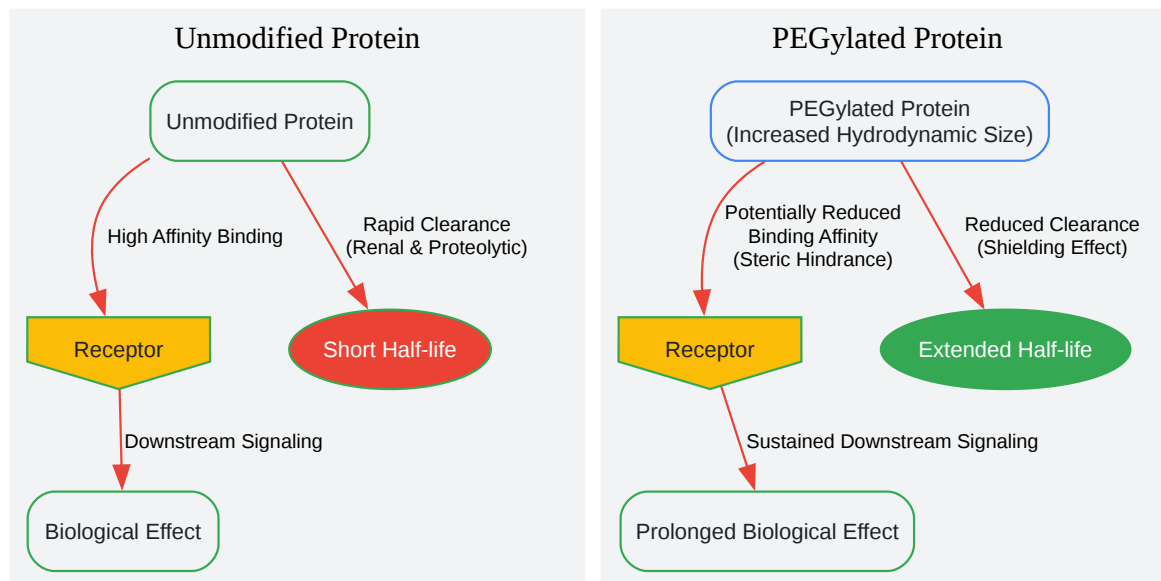 Unmodified Protein
Unmodified Protein
High Affinity Binding
Rapid Clearance
(Renal & Proteolytic)
Receptor
Short Half-life
Downstream Signaling
Biological Effect
PEGylated Protein
PEGylated Protein
(Increased Hydrodynamic Size)
Potentially Reduced
Binding Affinity
(Steric Hindrance)
Reduced Clearance
(Shielding Effect)
Receptor
Extended Half-life
Sustained Downstream Signaling
Prolonged Biological Effect